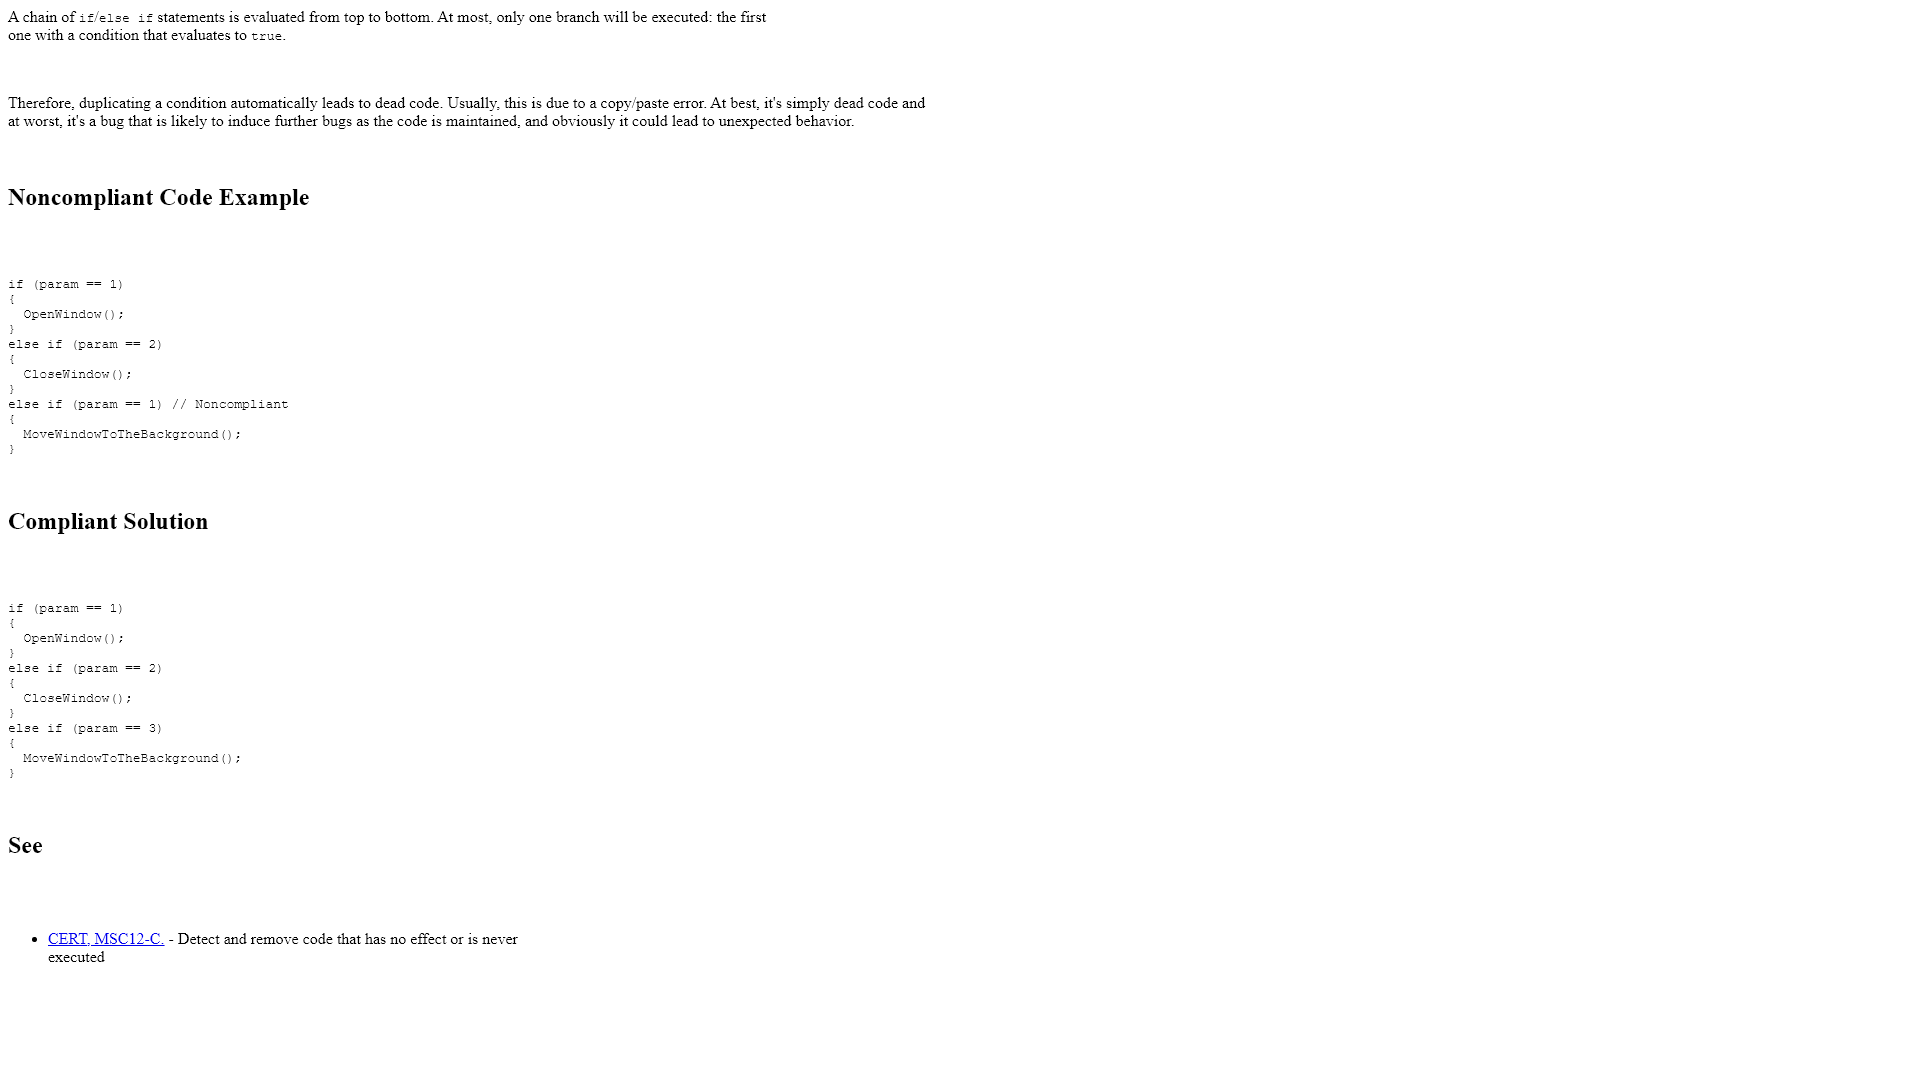 A chain of if/else if statements is evaluated from top to bottom. At most, only one branch will be executed: the first
one with a condition that evaluates to true.
Therefore, duplicating a condition automatically leads to dead code. Usually, this is due to a copy/paste error. At best, it's simply dead code and
at worst, it's a bug that is likely to induce further bugs as the code is maintained, and obviously it could lead to unexpected behavior.
Noncompliant Code Example
if (param == 1)
{
  OpenWindow();
}
else if (param == 2)
{
  CloseWindow();
}
else if (param == 1) // Noncompliant
{
  MoveWindowToTheBackground();
}
Compliant Solution
if (param == 1)
{
  OpenWindow();
}
else if (param == 2)
{
  CloseWindow();
}
else if (param == 3)
{
  MoveWindowToTheBackground();
}
See
• CERT, MSC12-C. - Detect and remove code that has no effect or is never
executed